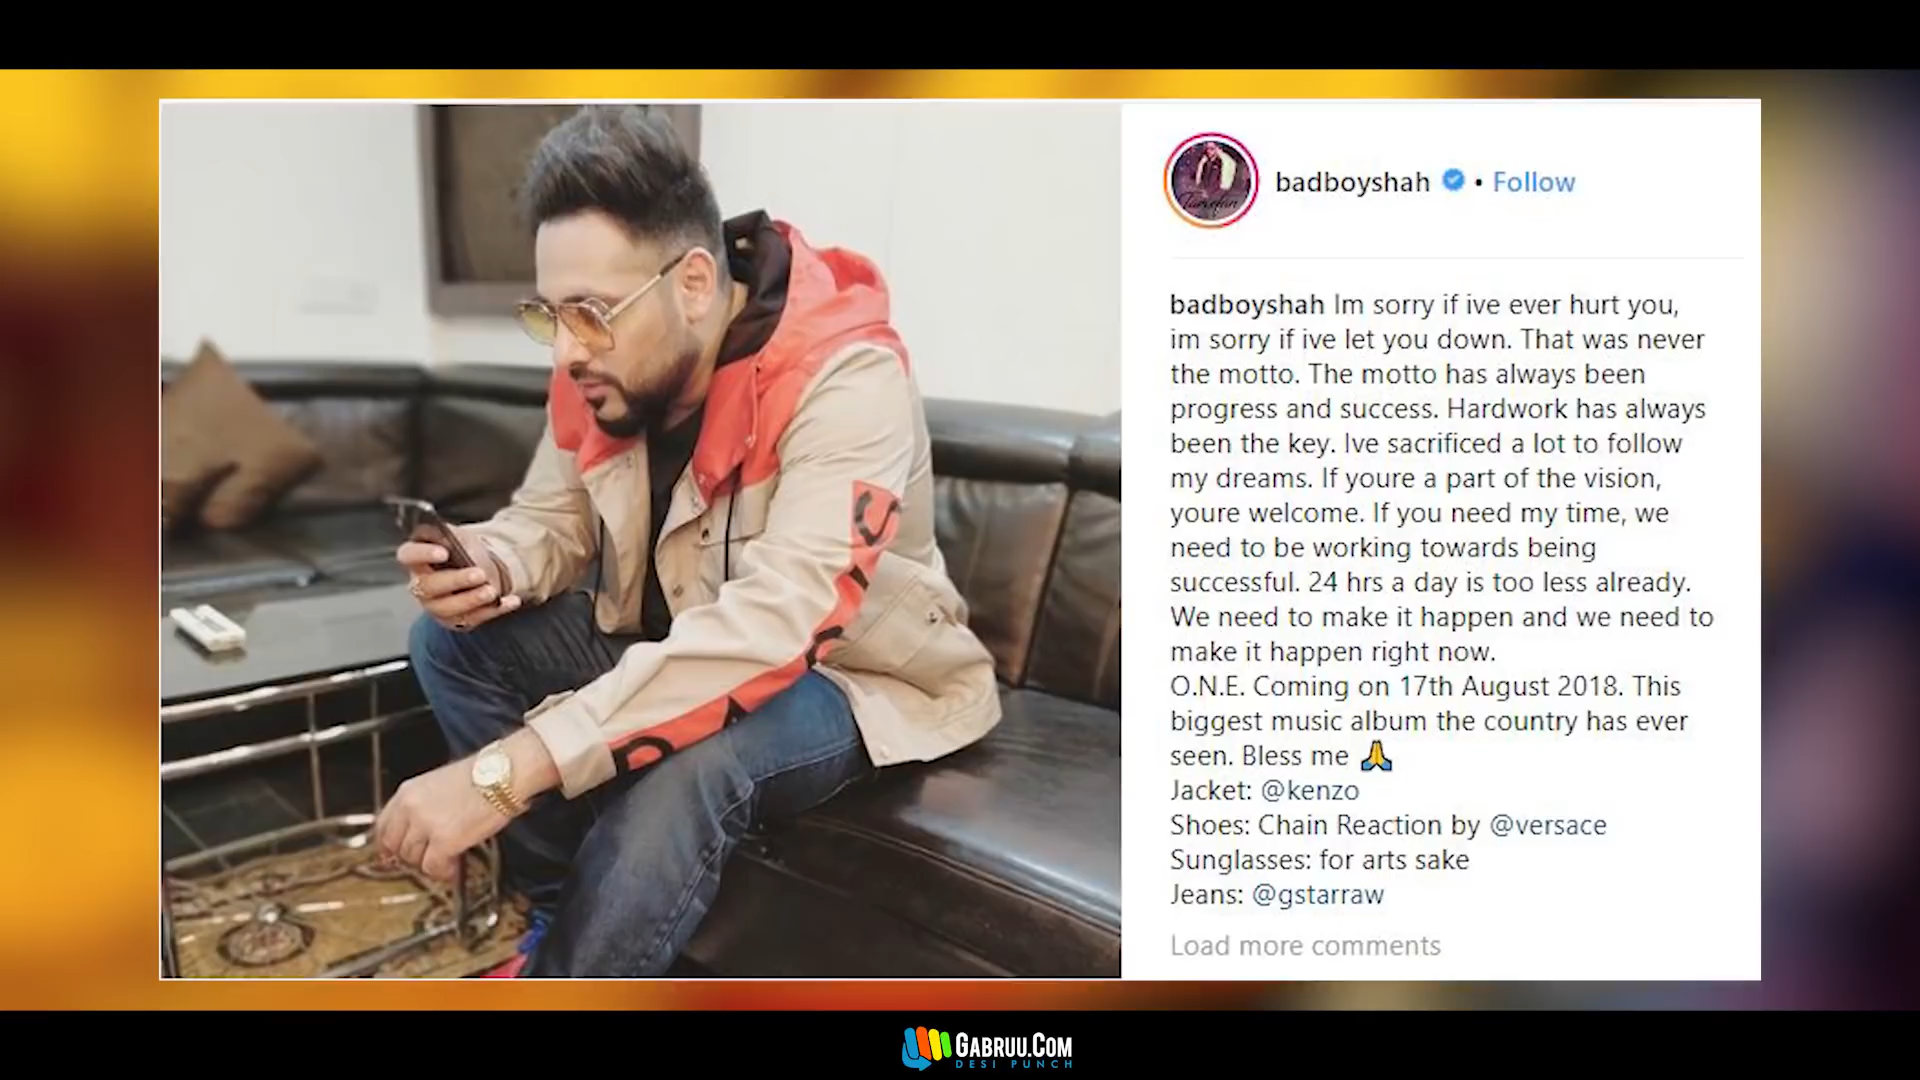 badboyshah • Follow
badboyshah Im sorry if ive ever hurt you,
im sorry if ive let you down. That was never
the motto. The motto has always been
progress and success. Hardwork has always
been the key. Ive sacrificed a lot to follow
my dreams. If youre a part of the vision,
youre welcome. If you need my time, we
need to be working towards being
successful. 24 hrs a day is too less already.
We need to make it happen and we need to
make it happen right now.
O.N.E. Coming on 17th August 2018. This
biggest music album the country has ever
seen. Bless me 🙏
Jacket: @kenzo
Shoes: Chain Reaction by @versace
Sunglasses: for arts sake
Jeans: @gstarraw
Load more comments
GABRUU.COM
DESI PUNCH